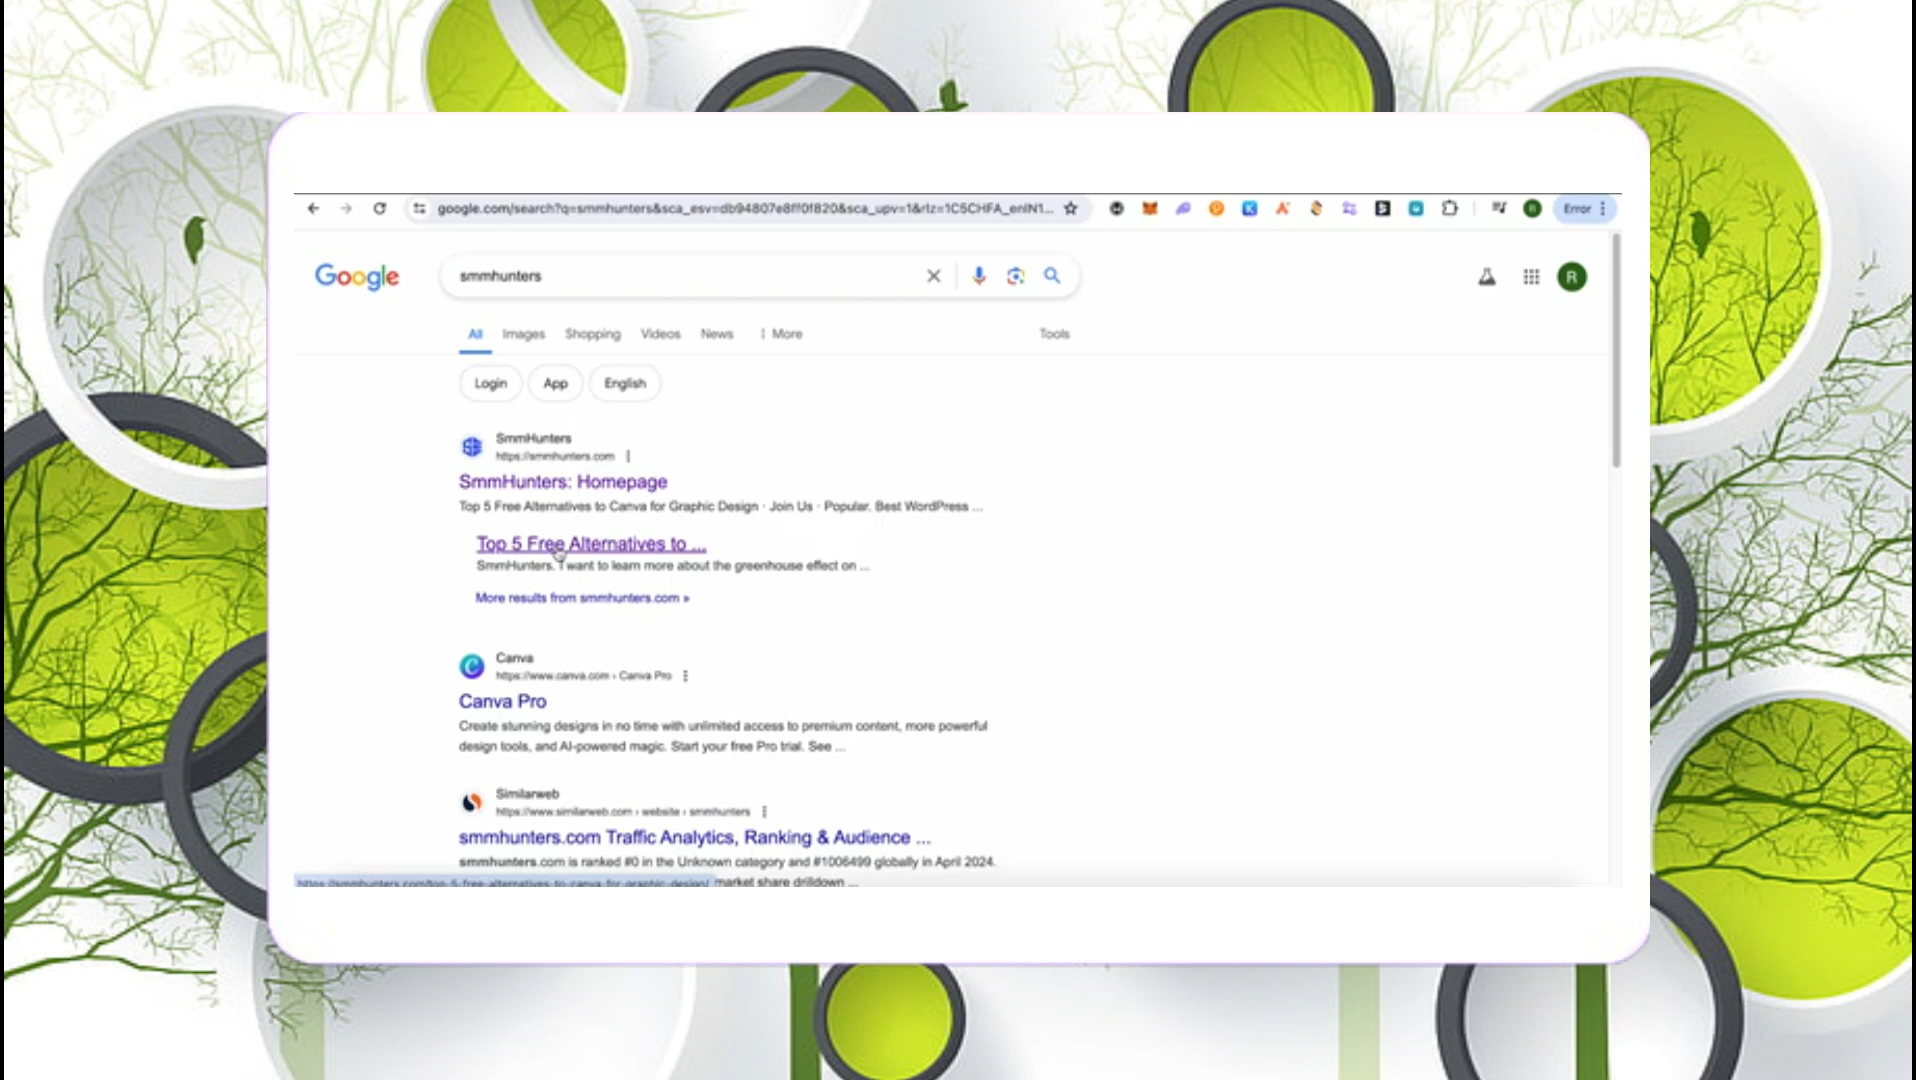 google.com/search?q=smmhunters&sca_esv=db94807e8ff0f820&sca_upv=1&rlz=1C5CHFA_enIN1... Error
Google smmhunters R
All Images Shopping Videos News More Tools
Login App English
SmmHunters
https://smmhunters.com
SmmHunters: Homepage
Top 5 Free Alternatives to Canva for Graphic Design · Join Us · Popular. Best WordPress ...
Top 5 Free Alternatives to ...
SmmHunters. I want to learn more about the greenhouse effect on ...
More results from smmhunters.com »
Canva
https://www.canva.com › Canva Pro
Canva Pro
Create stunning designs in no time with unlimited access to premium content, more powerful
design tools, and AI-powered magic. Start your free Pro trial. See ...
Similarweb
https://www.similarweb.com › website › smmhunters
smmhunters.com Traffic Analytics, Ranking & Audience ...
smmhunters.com is ranked #0 in the Unknown category and #1006499 globally in April 2024.
https://smmhunters.com/top-5-free-alternatives-to-canva-for-graphic-design/ market share drilldown ...